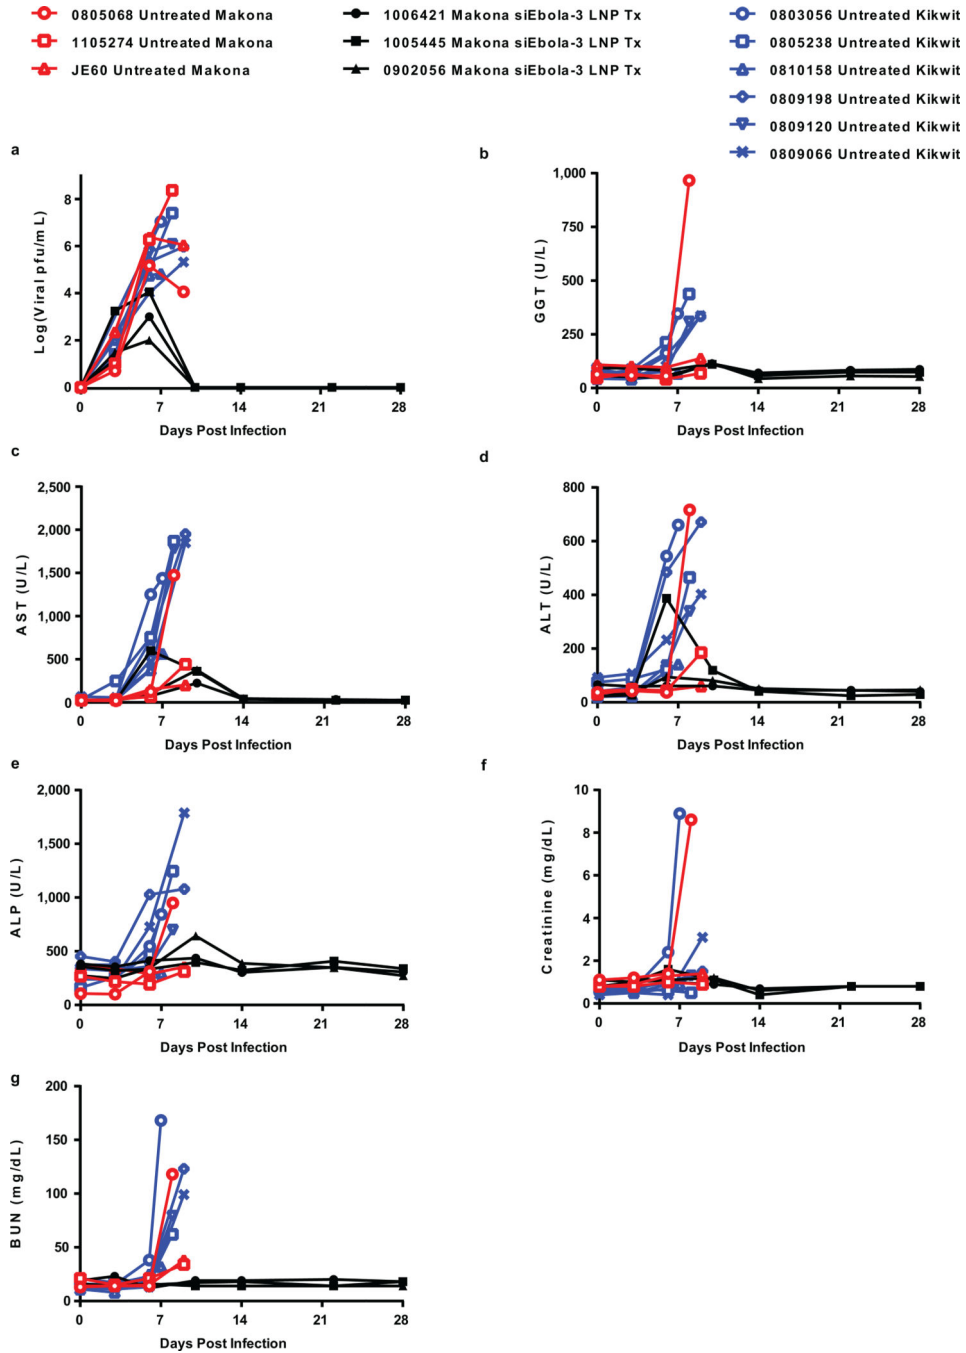 0805068 Untreated Makona
1105274 Untreated Makona
JE60 Untreated Makona
1006421 Makona siEbola-3 LNP Tx
1005445 Makona siEbola-3 LNP Tx
0902056 Makona siEbola-3 LNP Tx
0803056 Untreated Kikwit
0805238 Untreated Kikwit
0810158 Untreated Kikwit
0809198 Untreated Kikwit
0809120 Untreated Kikwit
0809066 Untreated Kikwit
a
Log(Viral pfu/mL)
8
6
4
2
0
0 7 14 21 28
Days Post Infection
b
GGT (U/L)
1,000
750
500
250
0
0 7 14 21 28
Days Post Infection
c
AST (U/L)
2,500
2,000
1,500
1,000
500
0
0 7 14 21 28
Days Post Infection
d
ALT (U/L)
800
600
400
200
0
0 7 14 21 28
Days Post Infection
e
ALP (U/L)
2,000
1,500
1,000
500
0
0 7 14 21 28
Days Post Infection
f
Creatinine (mg/dL)
10
8
6
4
2
0
0 7 14 21 28
Days Post Infection
g
BUN (mg/dL)
200
150
100
50
0
0 7 14 21 28
Days Post Infection